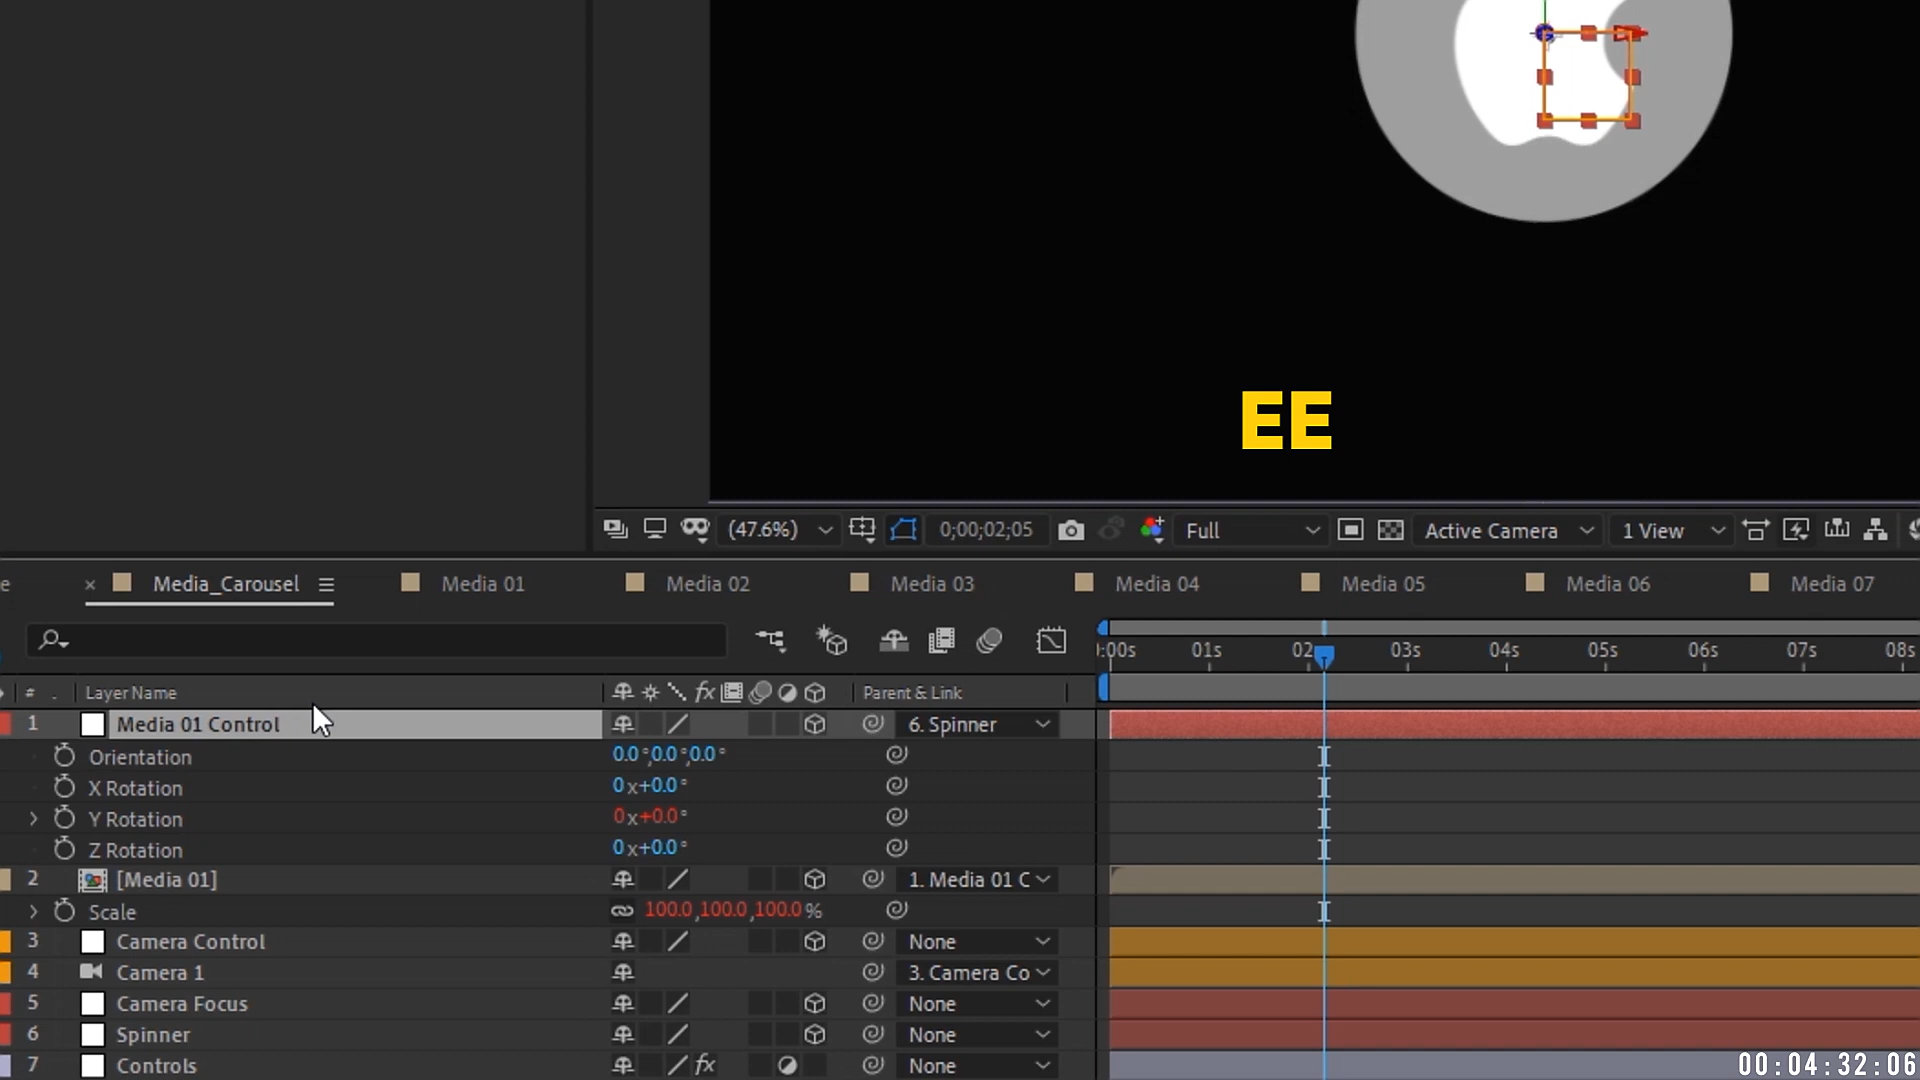 EE
(47.6%) 0;00;02;05 Full Active Camera 1 View
e × Media_Carousel Media 01 Media 02 Media 03 Media 04 Media 05 Media 06 Media 07
:00s 01s 02 03s 04s 05s 06s 07s 08s
# . Layer Name fx Parent & Link
1 Media 01 Control 6. Spinner
Orientation 0.0°,0.0°,0.0°
X Rotation 0x+0.0°
Y Rotation 0x+0.0°
Z Rotation 0x+0.0°
2 [Media 01] 1. Media 01 C
Scale 100.0,100.0,100.0%
3 Camera Control None
4 Camera 1 3. Camera Co
5 Camera Focus None
6 Spinner None
7 Controls fx None
00:04:32:06